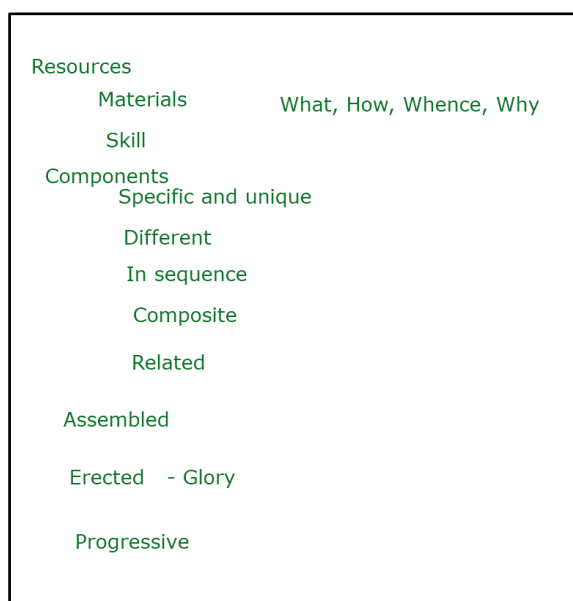 Resources
Materials
What, How, Whence, Why
Skill
Components
Specific and unique
Different
In sequence
Composite
Related
Assembled
Erected - Glory
Progressive